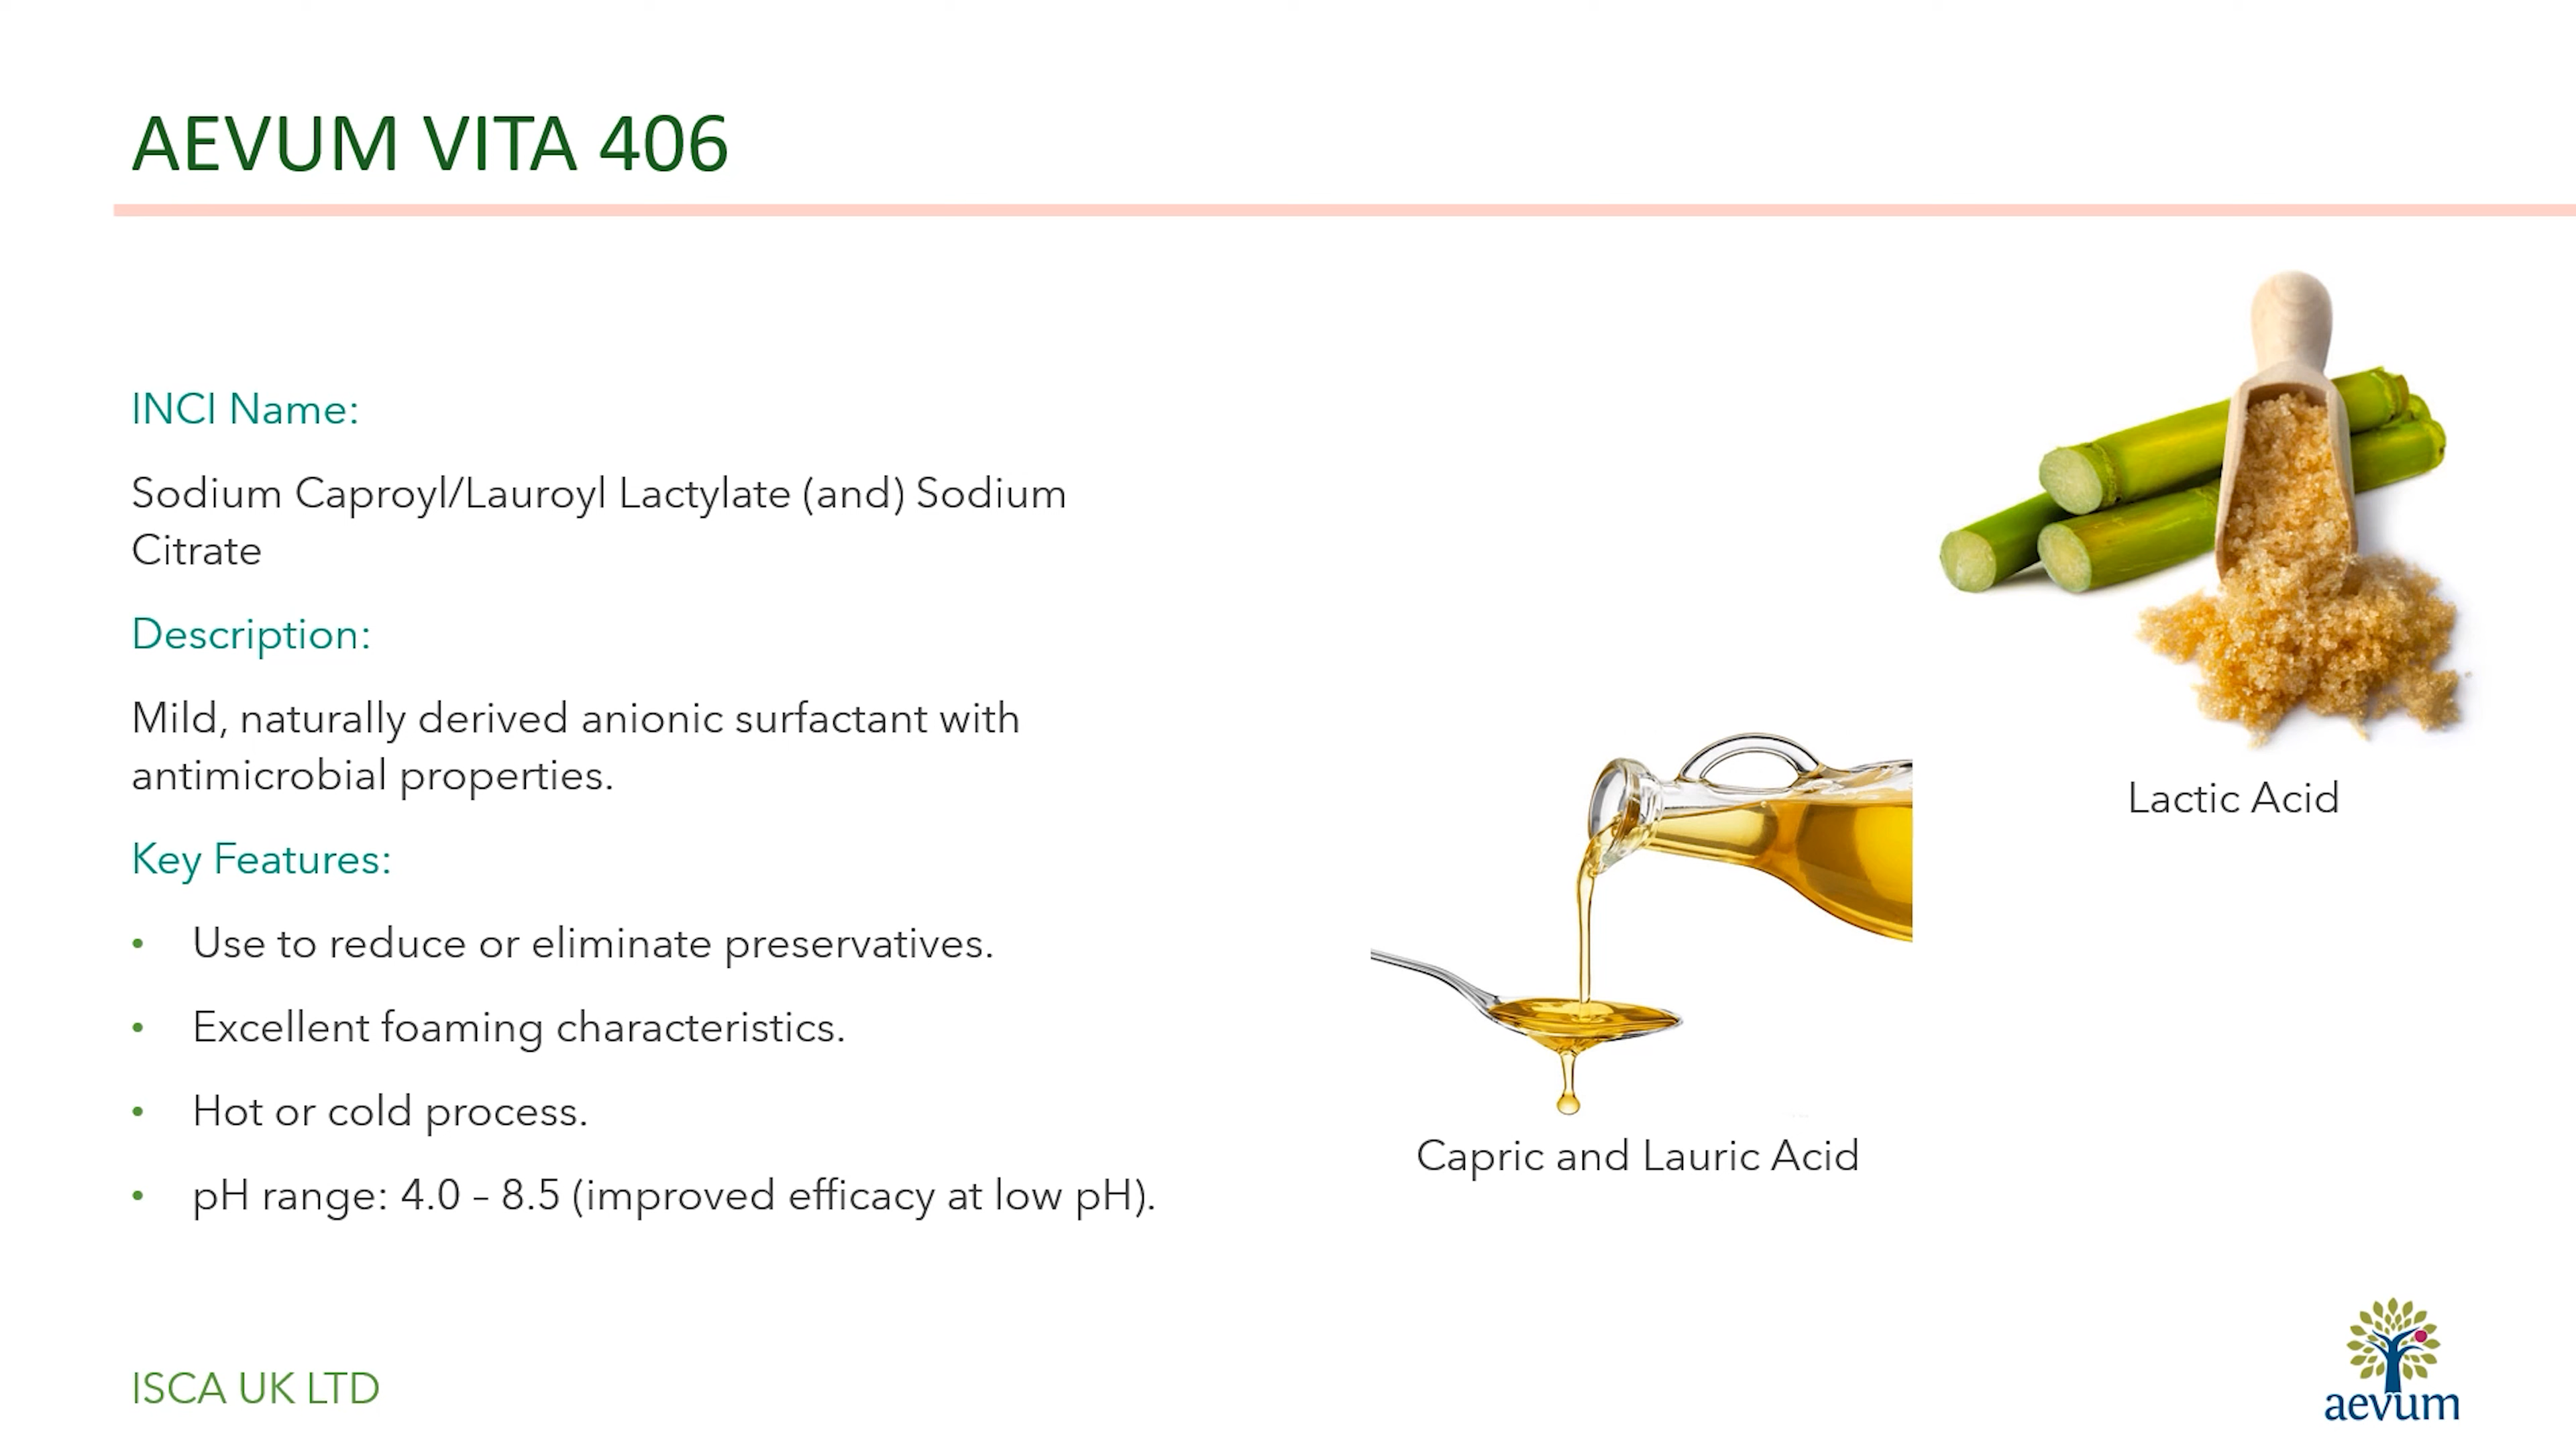 AEVUM VITA 406
INCI Name:
Sodium Caproyl/Lauroyl Lactylate (and) Sodium
Citrate
Description:
Mild, naturally derived anionic surfactant with
antimicrobial properties.
Key Features:
• Use to reduce or eliminate preservatives.
• Excellent foaming characteristics.
• Hot or cold process.
• pH range: 4.0 – 8.5 (improved efficacy at low pH).
Lactic Acid
Capric and Lauric Acid
ISCA UK LTD
aevum